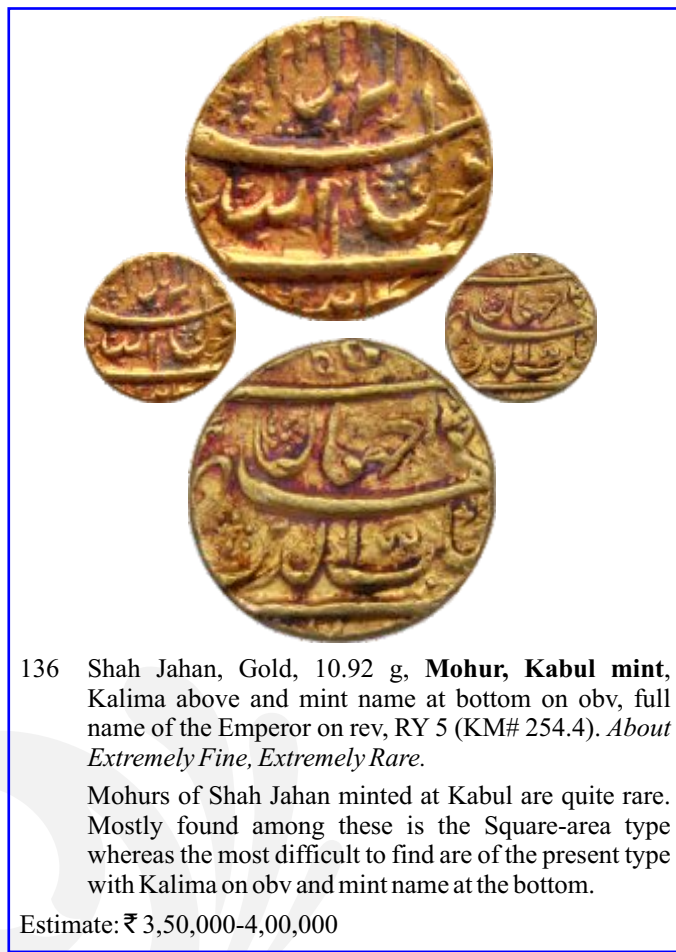 136 Shah Jahan, Gold, 10.92 g, Mohur, Kabul mint,
Kalima above and mint name at bottom on obv, full
name of the Emperor on rev, RY 5 (KM# 254.4). About
Extremely Fine, Extremely Rare.
Mohurs of Shah Jahan minted at Kabul are quite rare.
Mostly found among these is the Square-area type
whereas the most difficult to find are of the present type
with Kalima on obv and mint name at the bottom.
Estimate: ₹ 3,50,000-4,00,000